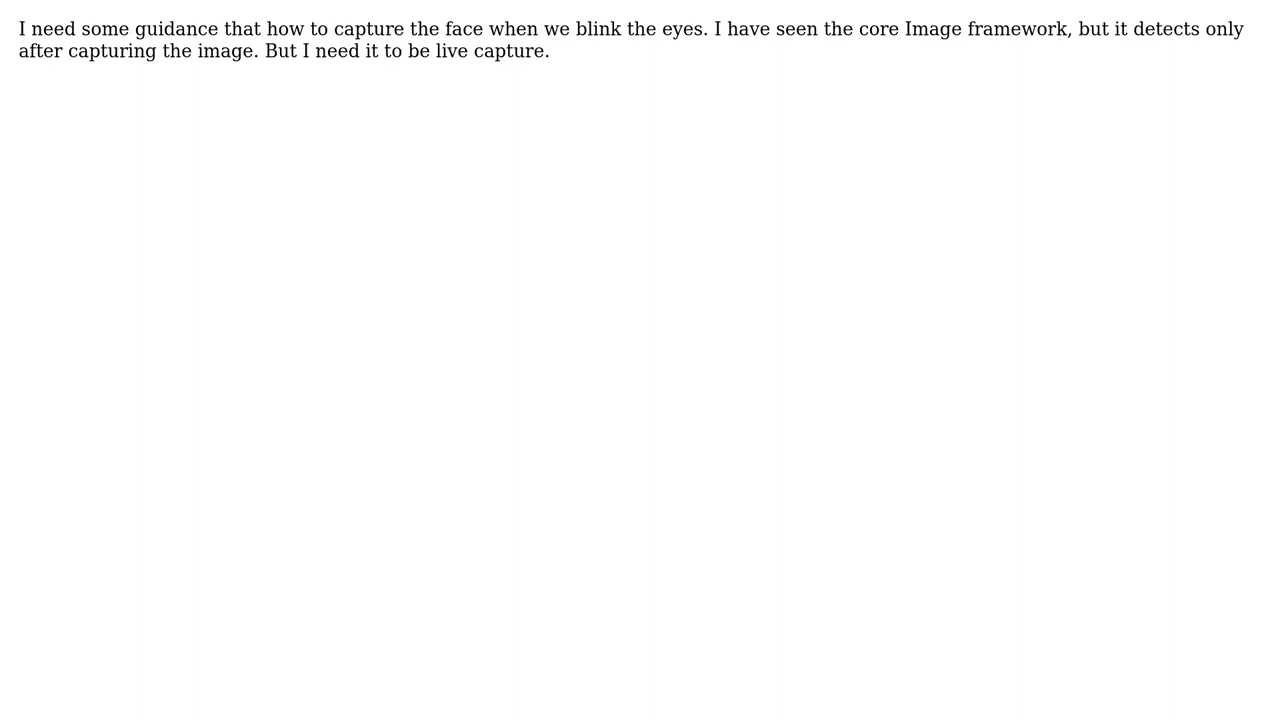 I need some guidance that how to capture the face when we blink the eyes. I have seen the core Image framework, but it detects only
after capturing the image. But I need it to be live capture.